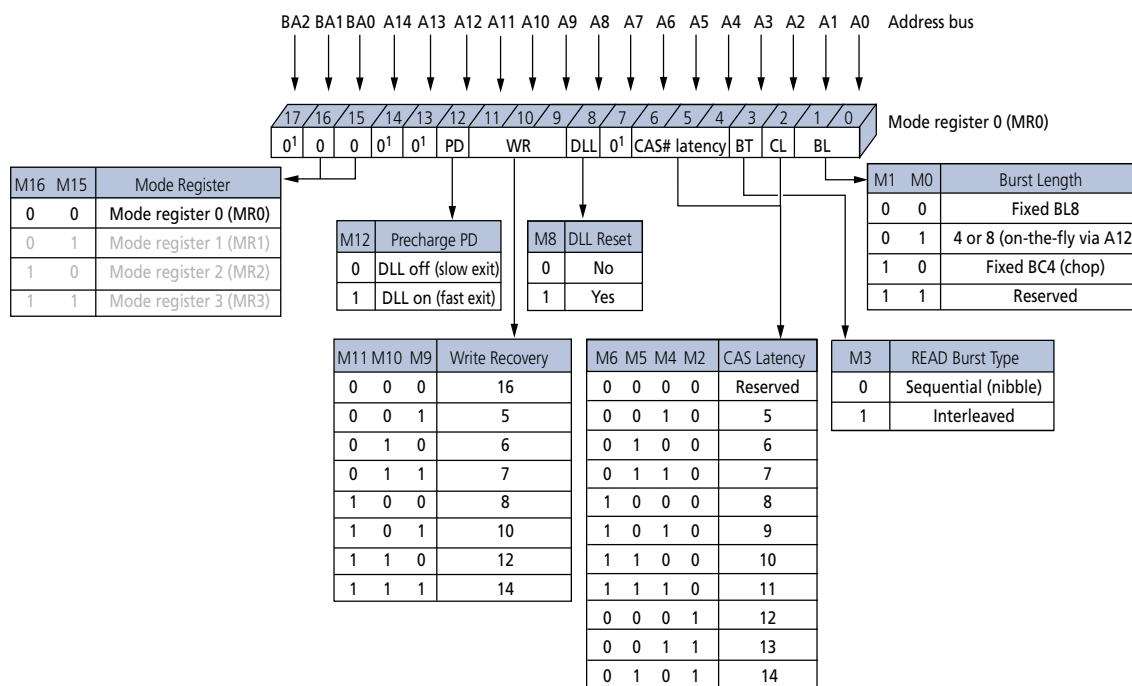 BA2 BA1 BA0 A14 A13 A12 A11 A10 A9 A8 A7 A6 A5 A4 A3 A2 A1 A0 Address bus
17 16 15 14 13 12 11 10 9 8 7 6 5 4 3 2 1 0 Mode register 0 (MR0)
0¹ 0 0 0¹ 0¹ PD WR DLL 0¹ CAS# latency BT CL BL
M16 M15 Mode Register
0 0 Mode register 0 (MR0)
0 1 Mode register 1 (MR1)
1 0 Mode register 2 (MR2)
1 1 Mode register 3 (MR3)
M12 Precharge PD
0 DLL off (slow exit)
1 DLL on (fast exit)
M8 DLL Reset
0 No
1 Yes
M1 M0 Burst Length
0 0 Fixed BL8
0 1 4 or 8 (on-the-fly via A12
1 0 Fixed BC4 (chop)
1 1 Reserved
M11 M10 M9 Write Recovery
0 0 0 16
0 0 1 5
0 1 0 6
0 1 1 7
1 0 0 8
1 0 1 10
1 1 0 12
1 1 1 14
M6 M5 M4 M2 CAS Latency
0 0 0 0 Reserved
0 0 1 0 5
0 1 0 0 6
0 1 1 0 7
1 0 0 0 8
1 0 1 0 9
1 1 0 0 10
1 1 1 0 11
0 0 0 1 12
0 0 1 1 13
0 1 0 1 14
M3 READ Burst Type
0 Sequential (nibble)
1 Interleaved